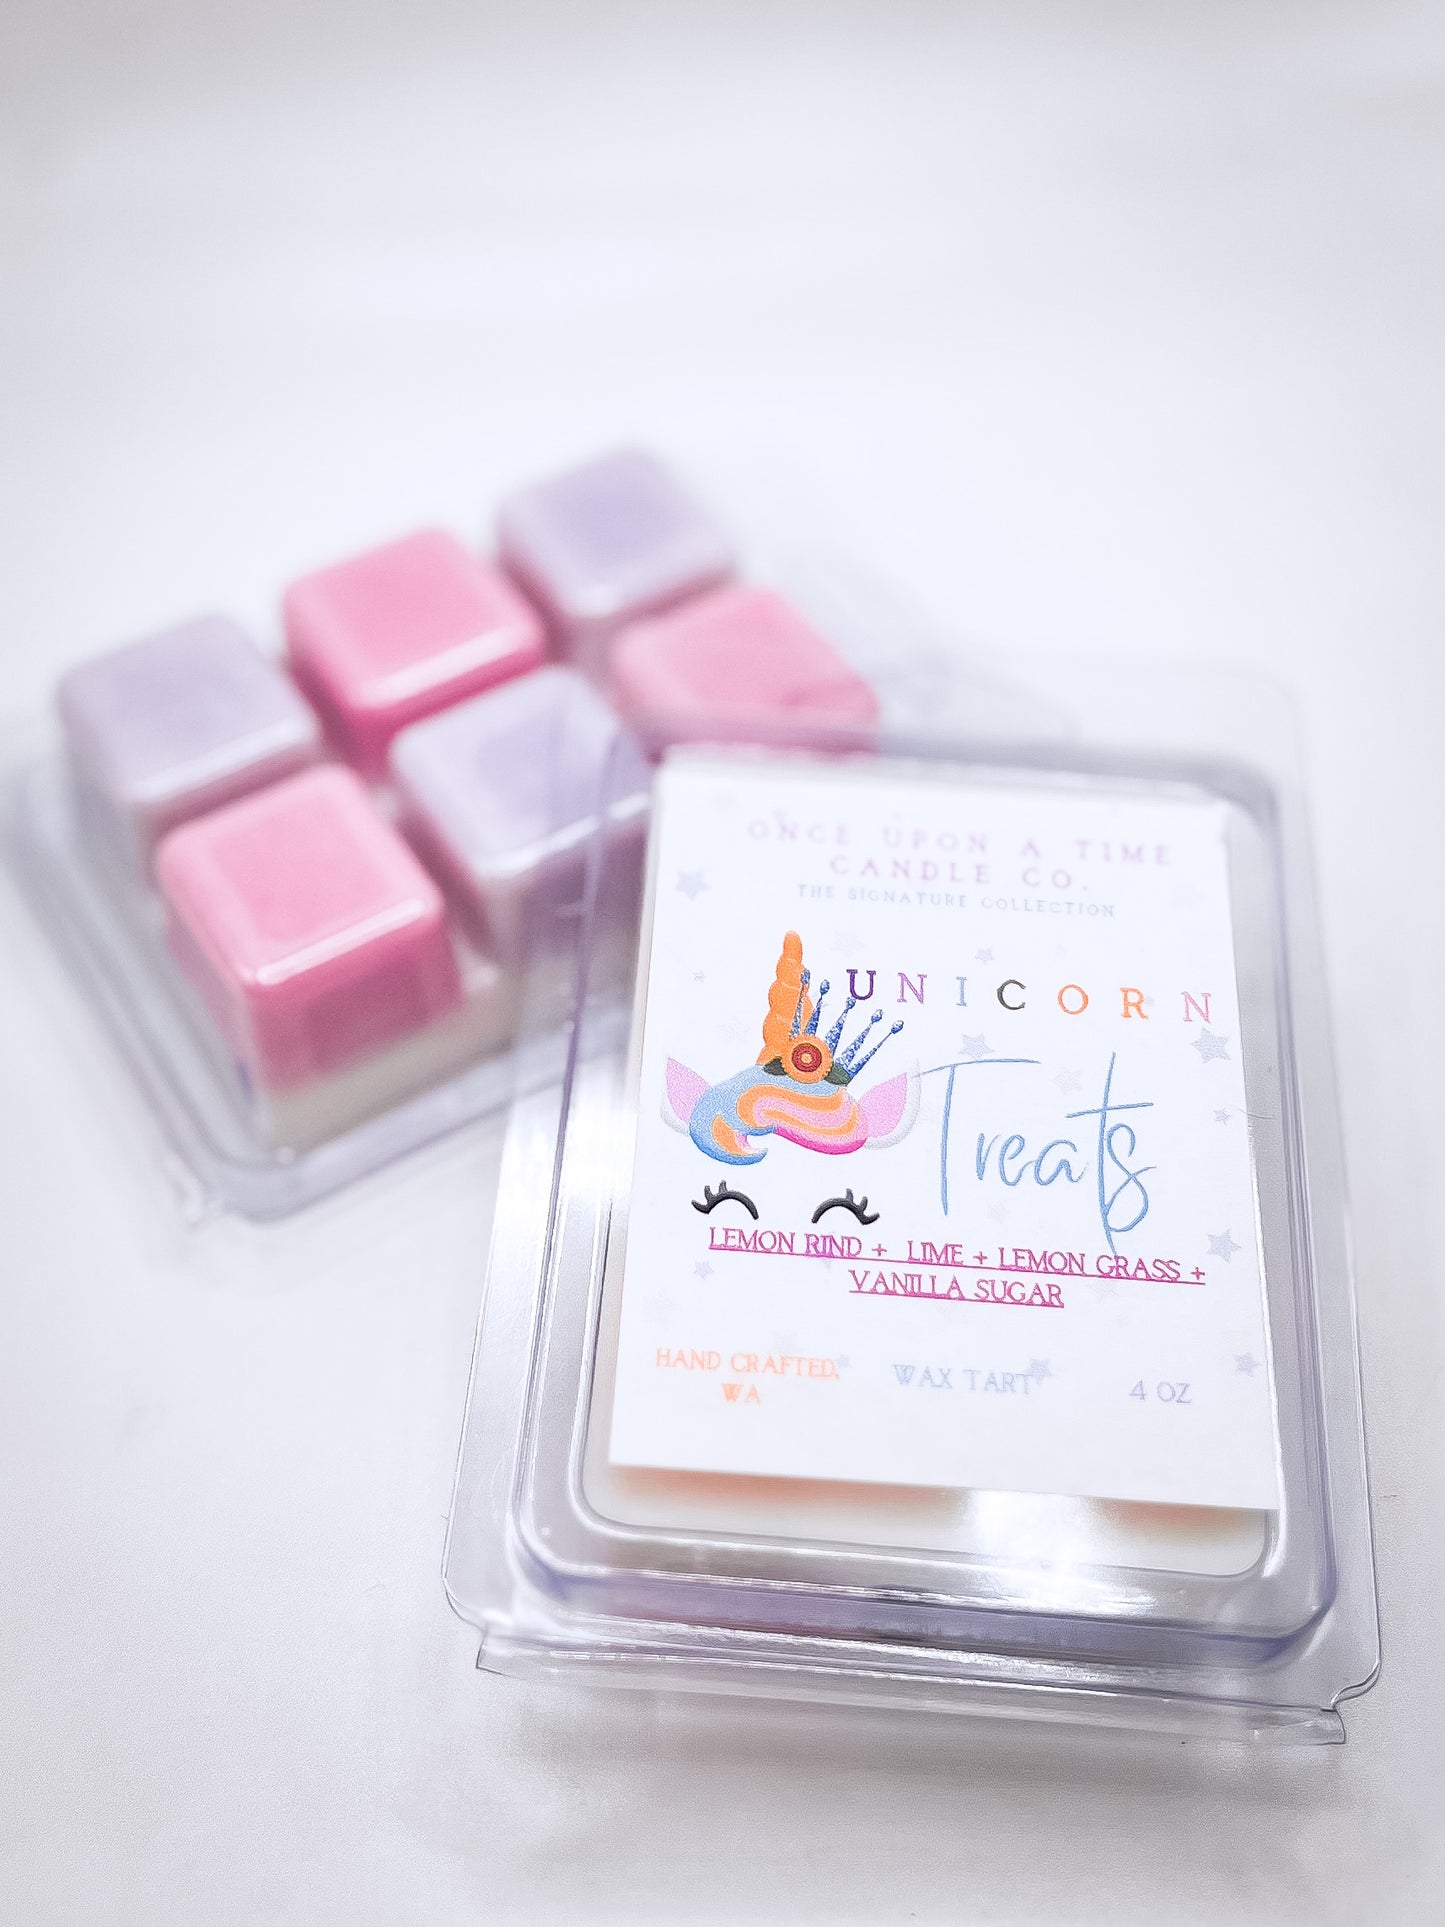 ONCE UPON A TIME
CANDLE CO.
THE SIGNATURE COLLECTION
UNICORN
Treats
LEMON RIND + LIME + LEMON GRASS +
VANILLA SUGAR
HAND CRAFTED,
WA
WAX TART
4 OZ